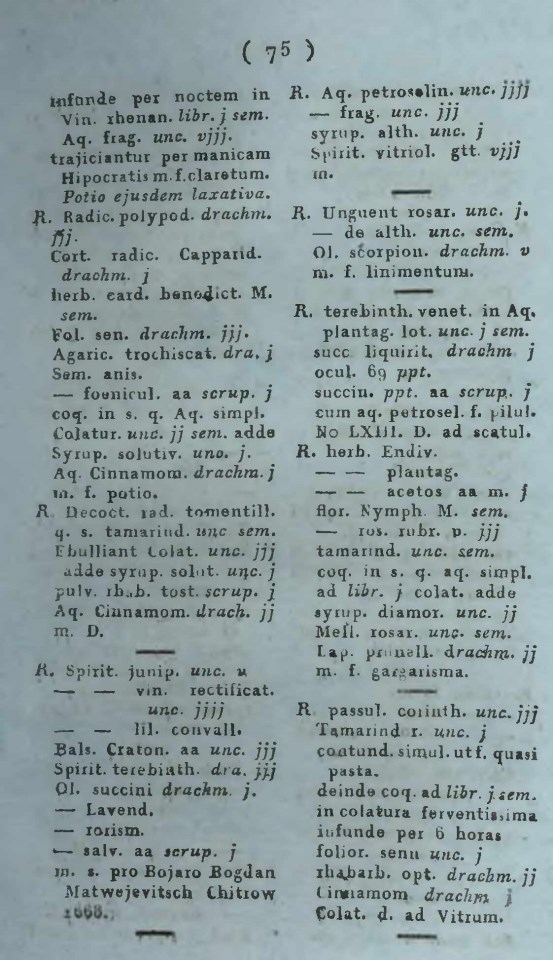 ( 75 )
infunde per noctem in
Vin. rhenan. libr. j sem.
Aq. frag. unc. vjjj.
trajiciantur per manicam
Hipocratis m. f. claretum.
Potio ejusdem laxativa.
R. Radic. polypod. drachm.
jjj.
Cort. radic. Capparid.
drachm. j
herb. card. benedict. M.
sem.
Fol. sen. drachm. jjj.
Agaric. trochiscat. dra. j
Sem. anis.
— foenicul. aa scrup. j
coq. in s. q. Aq. simpl.
Colatur. unc. jj sem. adde
Syrup. solutiv. unc. j.
Aq. Cinnamom. drachm. j
m. f. potio.
R. Decoct. rad. tomentill.
q. s. tamarind. unc sem.
Ebulliant Colat. unc. jjj
adde syrup. solut. unc. j
pulv. rhab. tost. scrup. j
Aq. Cinnamom. drach. jj
m. D.
R. Spirit. junip. unc.
— — vin. rectificat.
unc. jjjj
— — lil. convall.
Bals. Craton. aa unc. jjj
Spirit. terebinth. dra. jjj
Ol. succini drachm. j.
— Lavend.
— rorism.
— salv. aa scrup. j
m. s. pro Bojaro Bogdan
Matwejevitsch Chitrow
1668.
R. Aq. petroselin. unc. jjjj
— frag. unc. jjj
syrup. alth. unc. j
Spirit. vitriol. gtt. vjjj
m.
R. Unguent rosar. unc. j.
— de alth. unc. sem.
Ol. scorpion. drachm. v
m. f. linimentum.
R. terebinth. venet. in Aq.
plantag. lot. unc. j sem.
succ liquirit. drachm j
ocul. 69 ppt.
succin. ppt. aa scrup. j
cum aq. petrosel. f. pilul.
No LXIII. D. ad scatul.
R. herb. Endiv.
— — plantag.
— — acetos aa m. j
flor. Nymph M. sem.
— ros. rubr. p. jjj
tamarind. unc. sem.
coq. in s. q. aq. simpl.
ad libr. j colat. adde
syrup. diamor. unc. jj
Mell. rosar. unc. sem.
Lap. prunell. drachm. jj
m. f. gargarisma.
R passul. corinth. unc. jjj
Tamarind r. unc. j
contund. simul. utf. quasi
pasta.
deinde coq. ad libr. j sem.
in colatura ferventissima
infunde per 6 horas
folior. senn unc. j
rhabarb. opt. drachm. jj
Cinnamom drachm j
Colat. d. ad Vitrum.